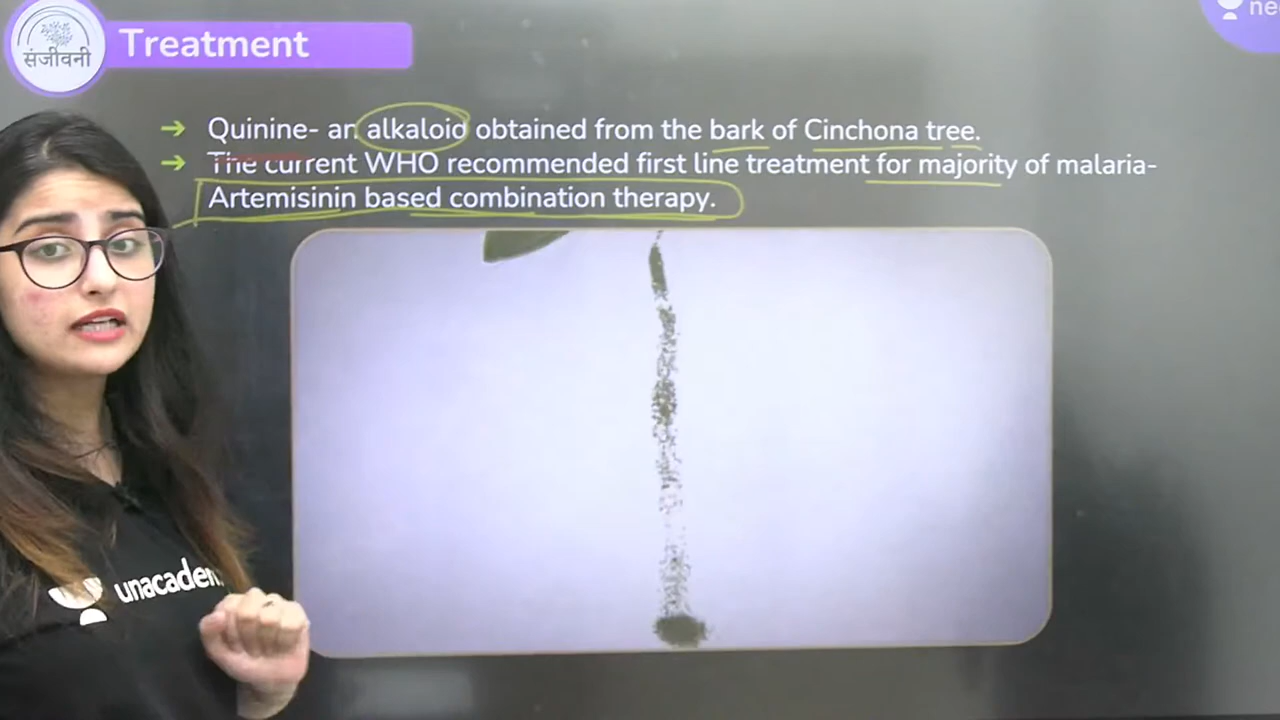 संजीवनी
Treatment
Quinine- an alkaloid obtained from the bark of Cinchona tree.
The current WHO recommended first line treatment for majority of malaria-
Artemisinin based combination therapy.
unacadem